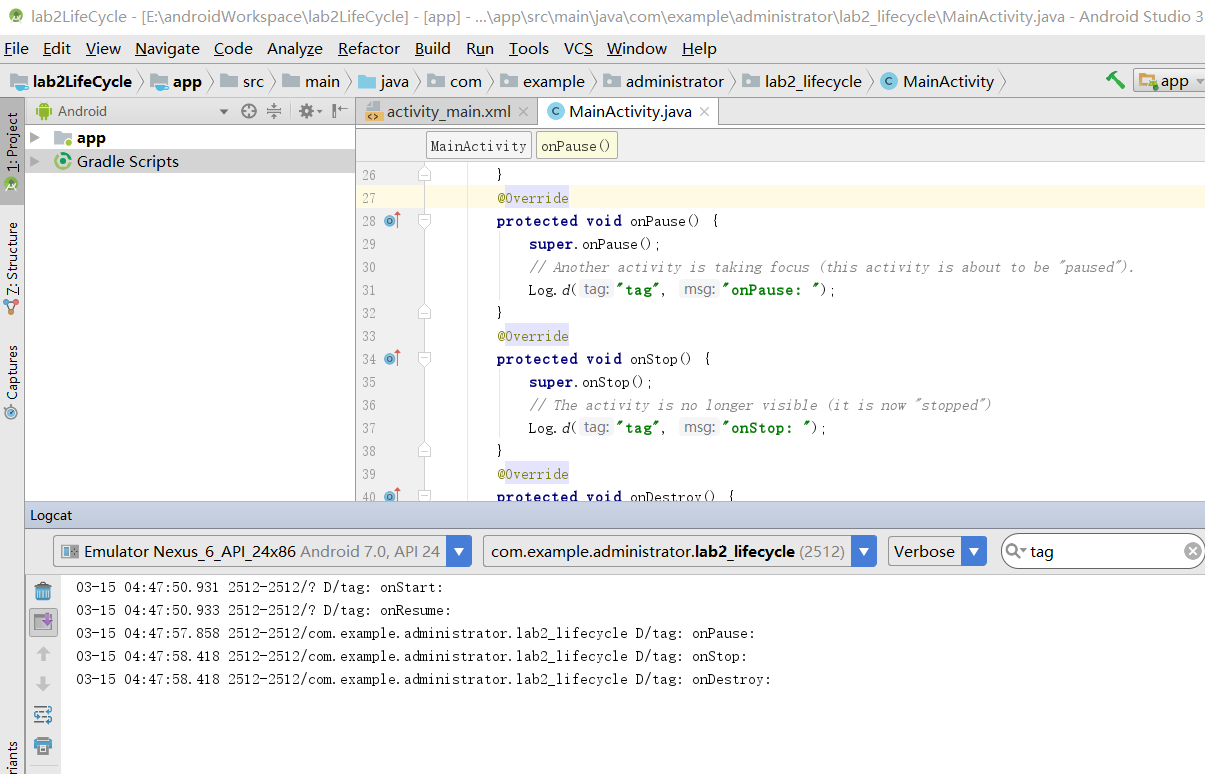 lab2LifeCycle - [E:\androidWorkspace\lab2LifeCycle] - [app] - ...\app\src\main\java\com\example\administrator\lab2_lifecycle\MainActivity.java - Android Studio 3
File Edit View Navigate Code Analyze Refactor Build Run Tools VCS Window Help
lab2LifeCycle app src main java com example administrator lab2_lifecycle MainActivity app
1: Project
Z: Structure
Captures
iants
Android
app
Gradle Scripts
activity_main.xml MainActivity.java
MainActivity onPause()
26 }
27 @Override
28 protected void onPause() {
29 super.onPause();
30 // Another activity is taking focus (this activity is about to be "paused").
31 Log.d( tag: "tag", msg: "onPause: ");
32 }
33 @Override
34 protected void onStop() {
35 super.onStop();
36 // The activity is no longer visible (it is now "stopped")
37 Log.d( tag: "tag", msg: "onStop: ");
38 }
39 @Override
40 protected void onDestroy() {
Logcat
Emulator Nexus_6_API_24x86 Android 7.0, API 24 com.example.administrator.lab2_lifecycle (2512) Verbose tag
03-15 04:47:50.931 2512-2512/? D/tag: onStart:
03-15 04:47:50.933 2512-2512/? D/tag: onResume:
03-15 04:47:57.858 2512-2512/com.example.administrator.lab2_lifecycle D/tag: onPause:
03-15 04:47:58.418 2512-2512/com.example.administrator.lab2_lifecycle D/tag: onStop:
03-15 04:47:58.418 2512-2512/com.example.administrator.lab2_lifecycle D/tag: onDestroy: